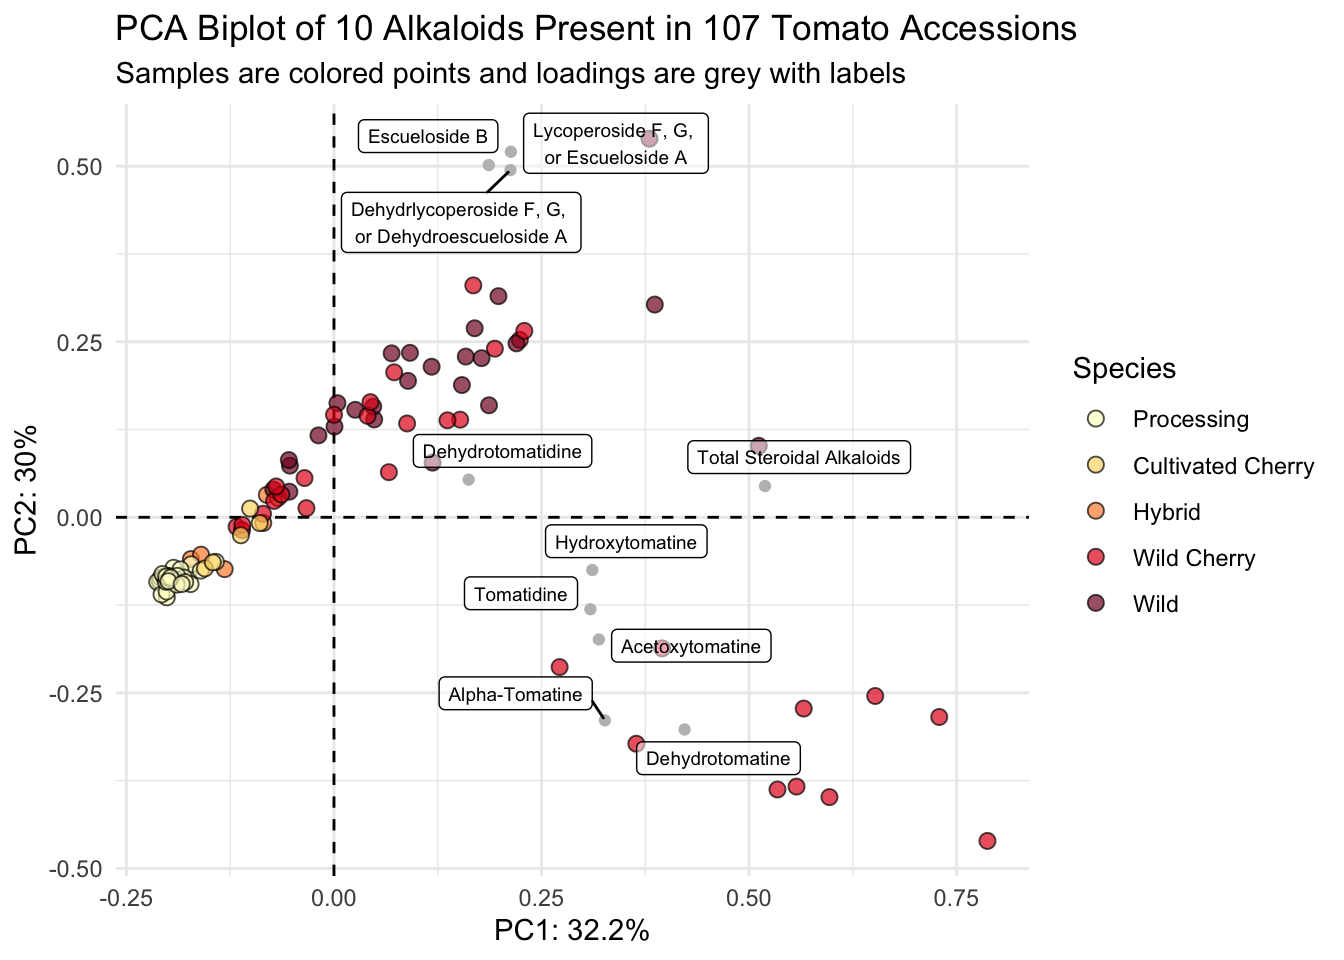 PCA Biplot of 10 Alkaloids Present in 107 Tomato Accessions
Samples are colored points and loadings are grey with labels
Escueloside B
Lycoperoside F, G,
or Escueloside A
Dehydrlycoperoside F, G,
or Dehydroescueloside A
Dehydrotomatidine
Total Steroidal Alkaloids
Hydroxytomatine
Tomatidine
Acetoxytomatine
Alpha-Tomatine
Dehydrotomatine
0.50
0.25
0.00
-0.25
-0.50
PC2: 30%
-0.25
0.00
0.25
0.50
0.75
PC1: 32.2%
Species
Processing
Cultivated Cherry
Hybrid
Wild Cherry
Wild